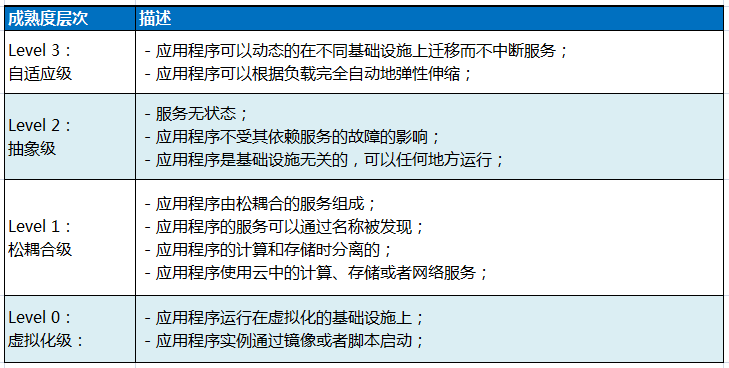 成熟度层次 描述
Level 3：
自适应级
- 应用程序可以动态的在不同基础设施上迁移而不中断服务；
- 应用程序可以根据负载完全自动地弹性伸缩；
Level 2：
抽象级
- 服务无状态；
- 应用程序不受其依赖服务的故障的影响；
- 应用程序是基础设施无关的，可以任何地方运行；
Level 1：
松耦合级
- 应用程序由松耦合的服务组成；
- 应用程序的服务可以通过名称被发现；
- 应用程序的计算和存储时分离的；
- 应用程序使用云中的计算、存储或者网络服务；
Level 0：
虚拟化级：
- 应用程序运行在虚拟化的基础设施上；
- 应用程序实例通过镜像或者脚本启动；